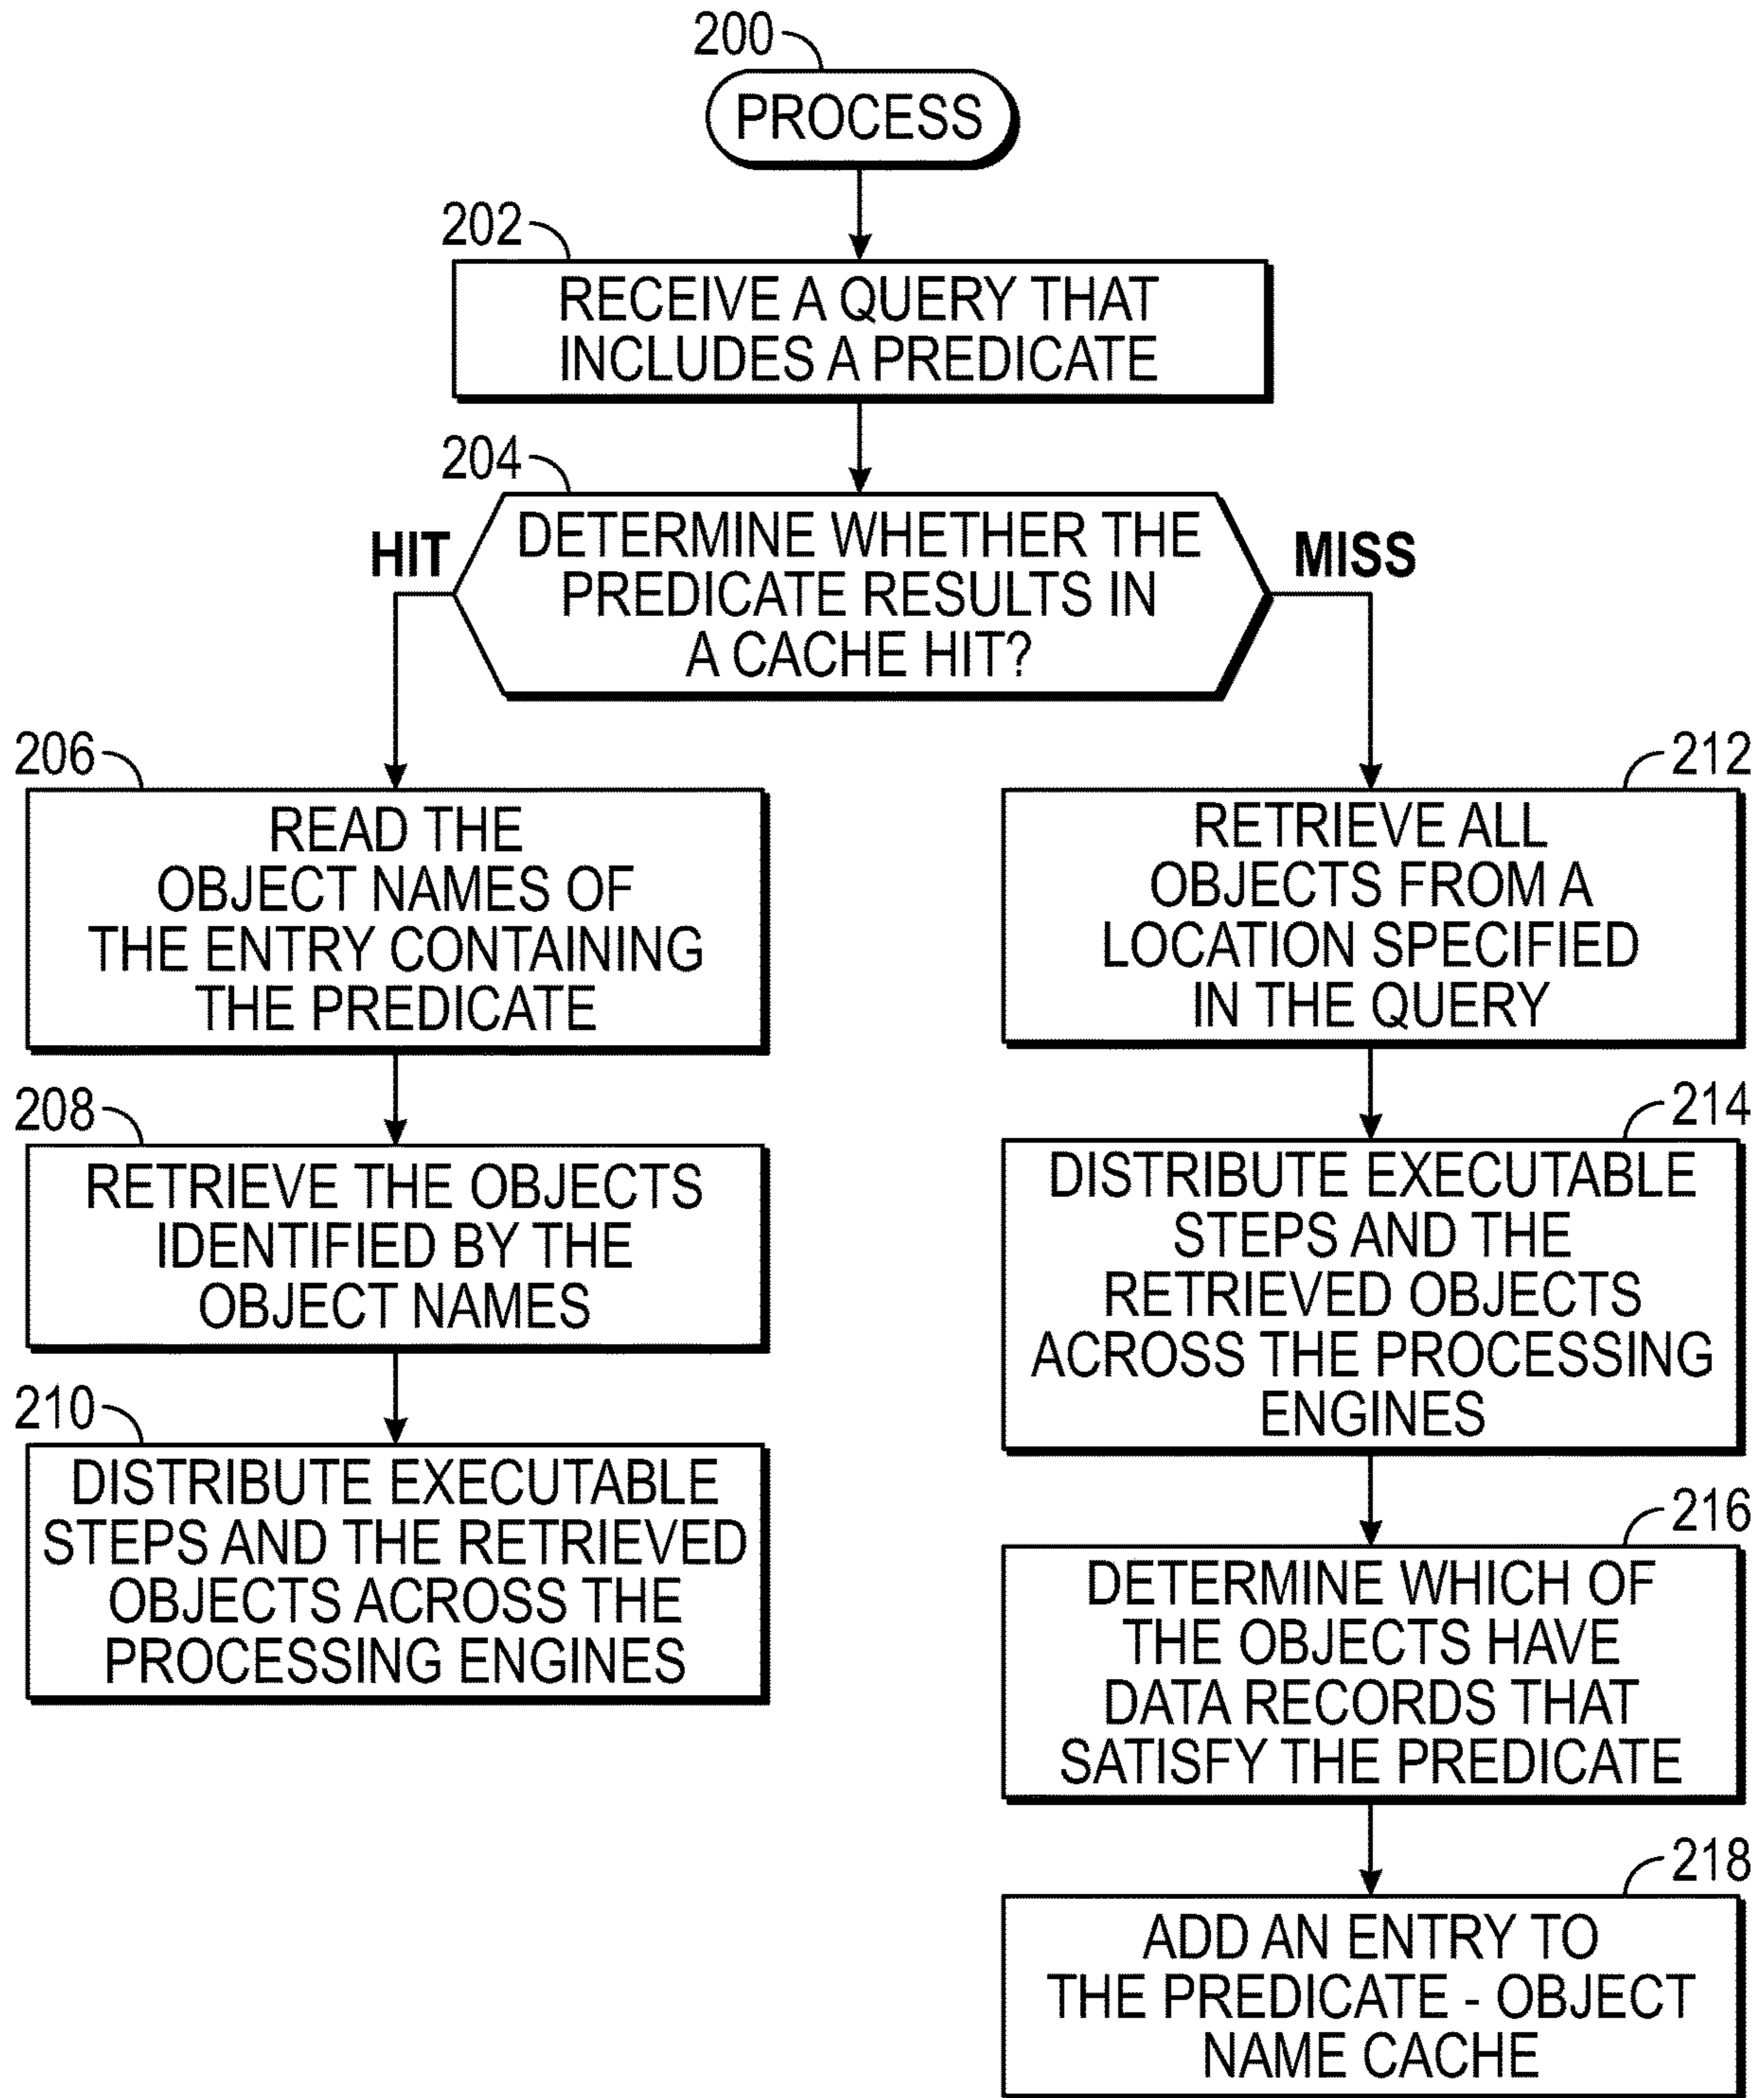 200
PROCESS
202
RECEIVE A QUERY THAT
INCLUDES A PREDICATE
204
HIT
DETERMINE WHETHER THE
PREDICATE RESULTS IN
A CACHE HIT?
MISS
206
READ THE
OBJECT NAMES OF
THE ENTRY CONTAINING
THE PREDICATE
208
RETRIEVE THE OBJECTS
IDENTIFIED BY THE
OBJECT NAMES
210
DISTRIBUTE EXECUTABLE
STEPS AND THE RETRIEVED
OBJECTS ACROSS THE
PROCESSING ENGINES
212
RETRIEVE ALL
OBJECTS FROM A
LOCATION SPECIFIED
IN THE QUERY
214
DISTRIBUTE EXECUTABLE
STEPS AND THE
RETRIEVED OBJECTS
ACROSS THE PROCESSING
ENGINES
216
DETERMINE WHICH OF
THE OBJECTS HAVE
DATA RECORDS THAT
SATISFY THE PREDICATE
218
ADD AN ENTRY TO
THE PREDICATE - OBJECT
NAME CACHE